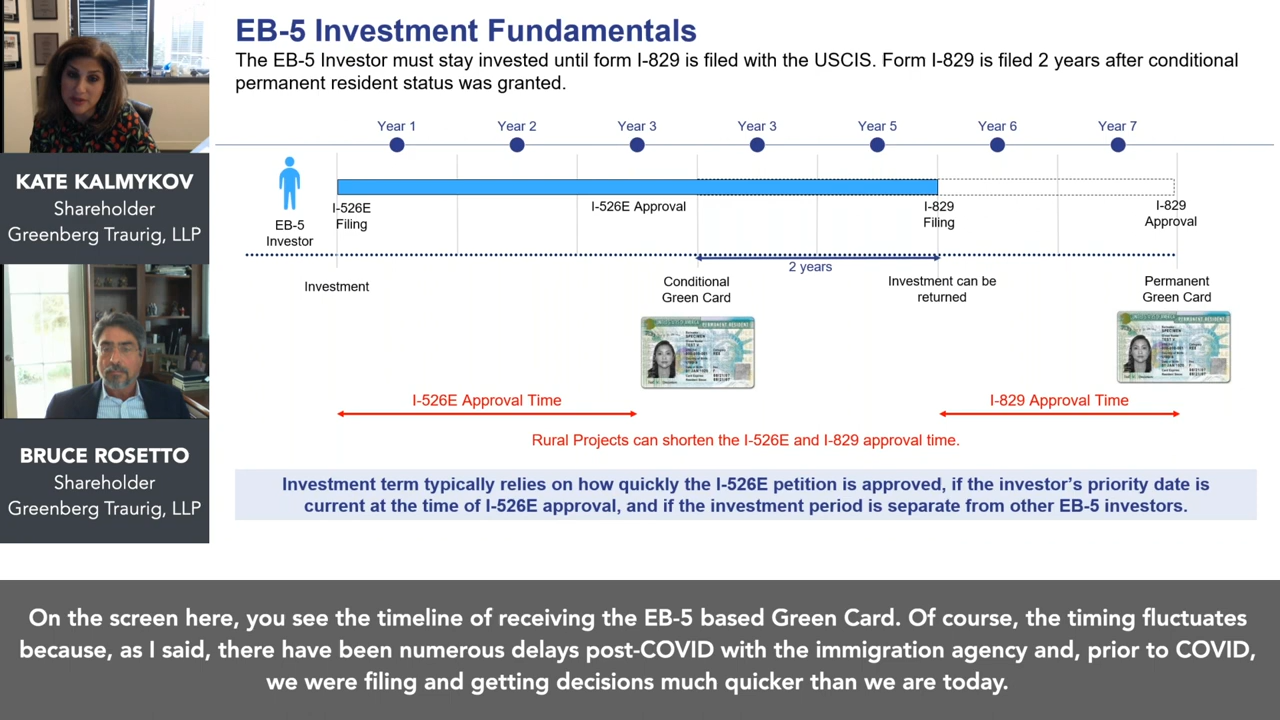 EB-5 Investment Fundamentals
The EB-5 Investor must stay invested until form I-829 is filed with the USCIS. Form I-829 is filed 2 years after conditional
permanent resident status was granted.
Year 1
Year 2
Year 3
Year 3
Year 5
Year 6
Year 7
KATE KALMYKOV
Shareholder
Greenberg Traurig, LLP
EB-5
Investor
I-526E
Filing
I-526E Approval
I-829
Filing
I-829
Approval
2 years
Investment
Conditional
Green Card
Investment can be
returned
Permanent
Green Card
I-526E Approval Time
I-829 Approval Time
Rural Projects can shorten the I-526E and I-829 approval time.
BRUCE ROSETTO
Shareholder
Greenberg Traurig, LLP
Investment term typically relies on how quickly the I-526E petition is approved, if the investor's priority date is
current at the time of I-526E approval, and if the investment period is separate from other EB-5 investors.
On the screen here, you see the timeline of receiving the EB-5 based Green Card. Of course, the timing fluctuates
because, as I said, there have been numerous delays post-COVID with the immigration agency and, prior to COVID,
we were filing and getting decisions much quicker than we are today.